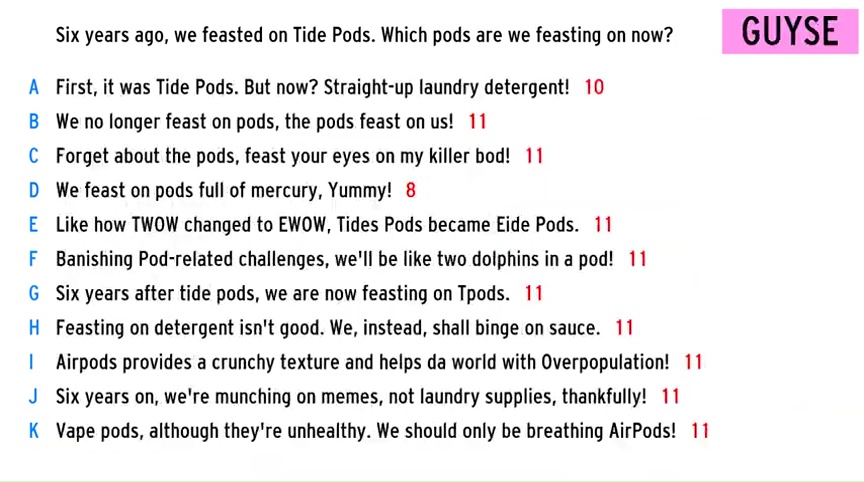 Six years ago, we feasted on Tide Pods. Which pods are we feasting on now?
GUYSE
A First, it was Tide Pods. But now? Straight-up laundry detergent! 10
B We no longer feast on pods, the pods feast on us! 11
C Forget about the pods, feast your eyes on my killer bod! 11
D We feast on pods full of mercury, Yummy! 8
E Like how TWOW changed to EWOW, Tides Pods became Eide Pods. 11
F Banishing Pod-related challenges, we'll be like two dolphins in a pod! 11
G Six years after tide pods, we are now feasting on Tpods. 11
H Feasting on detergent isn't good. We, instead, shall binge on sauce. 11
I Airpods provides a crunchy texture and helps da world with Overpopulation! 11
J Six years on, we're munching on memes, not laundry supplies, thankfully! 11
K Vape pods, although they're unhealthy. We should only be breathing AirPods! 11